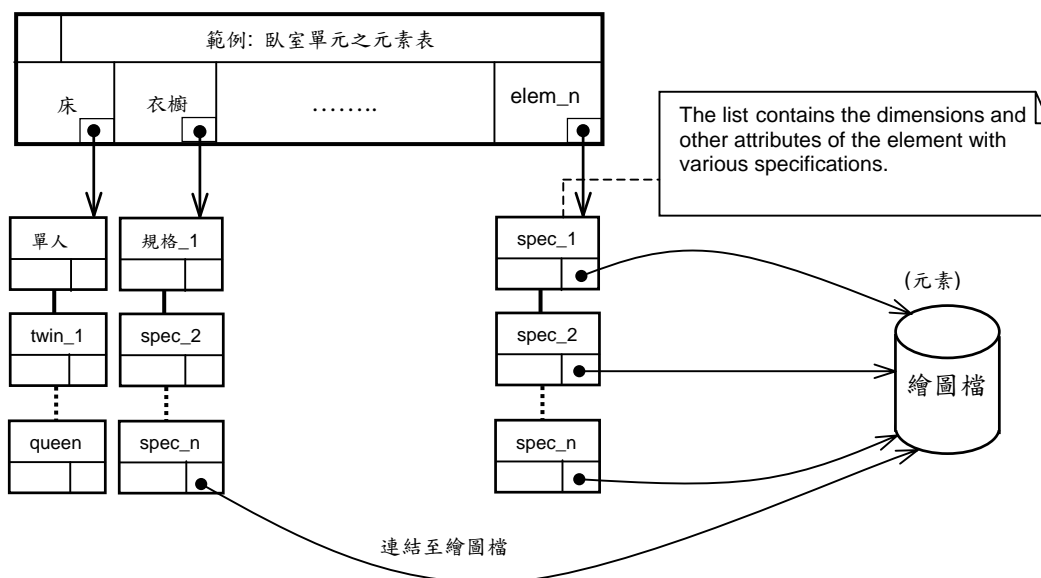 範例: 臥室單元之元素表
床
衣櫥
........
elem_n
The list contains the dimensions and
other attributes of the element with
various specifications.
單人
規格_1
spec_1
(元素)
twin_1
spec_2
spec_2
繪圖檔
queen
spec_n
spec_n
連結至繪圖檔